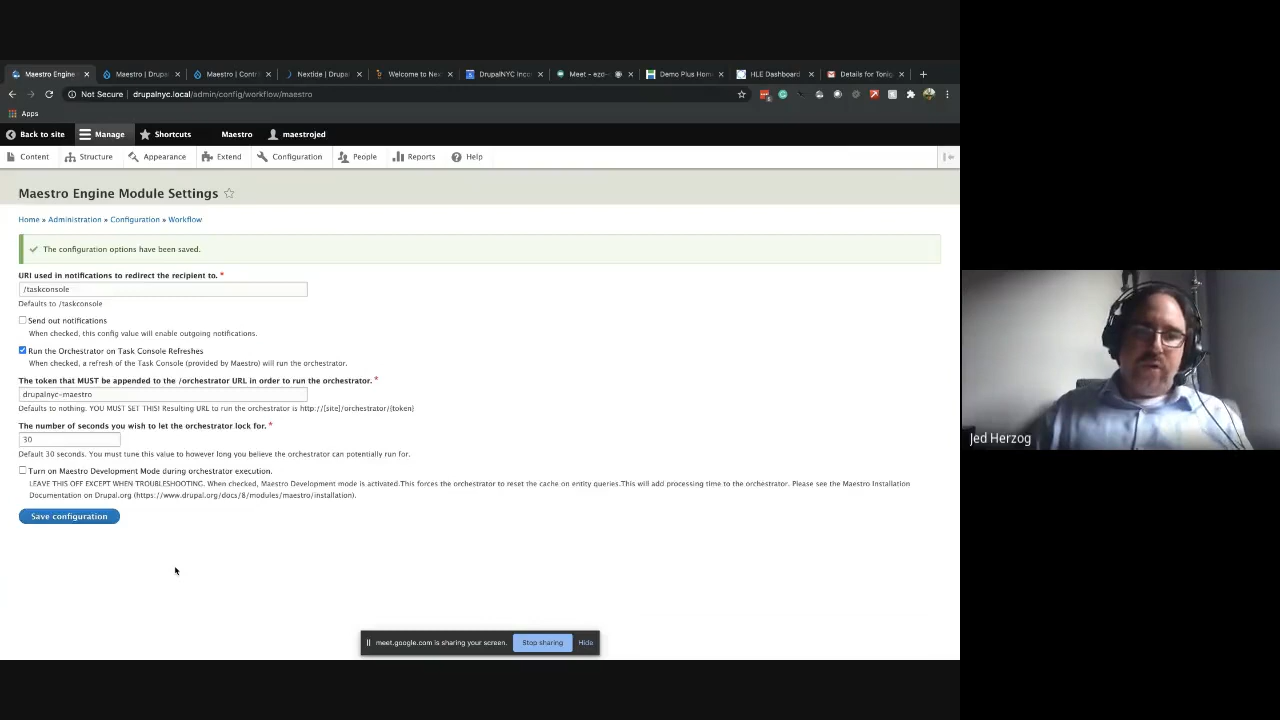 Maestro Engine
Maestro | Drupa
Maestro | Contr
Nextide | Drupal
Welcome to Nex
DrupalNYC Inco
Meet – ezd-
Demo Plus Hom
HLE Dashboard
Details for Tonig
Not Secure drupalnyc.local/admin/config/workflow/maestro
Apps
Back to site Manage Shortcuts Maestro maestrojed
Content Structure Appearance Extend Configuration People Reports Help
Maestro Engine Module Settings
Home » Administration » Configuration » Workflow
The configuration options have been saved.
URI used in notifications to redirect the recipient to. *
/taskconsole
Defaults to /taskconsole
Send out notifications
When checked, this config value will enable outgoing notifications.
Run the Orchestrator on Task Console Refreshes
When checked, a refresh of the Task Console (provided by Maestro) will run the orchestrator.
The token that MUST be appended to the /orchestrator URL in order to run the orchestrator. *
drupalnyc-maestro
Defaults to nothing. YOU MUST SET THIS! Resulting URL to run the orchestrator is http://[site]/orchestrator/{token}
The number of seconds you wish to let the orchestrator lock for. *
30
Default 30 seconds. You must tune this value to however long you believe the orchestrator can potentially run for.
Turn on Maestro Development Mode during orchestrator execution.
LEAVE THIS OFF EXCEPT WHEN TROUBLESHOOTING. When checked, Maestro Development mode is activated.This forces the orchestrator to reset the cache on entity queries.This will add processing time to the orchestrator. Please see the Maestro Installation
Documentation on Drupal.org (https://www.drupal.org/docs/8/modules/maestro/installation).
Save configuration
meet.google.com is sharing your screen. Stop sharing Hide
Jed Herzog